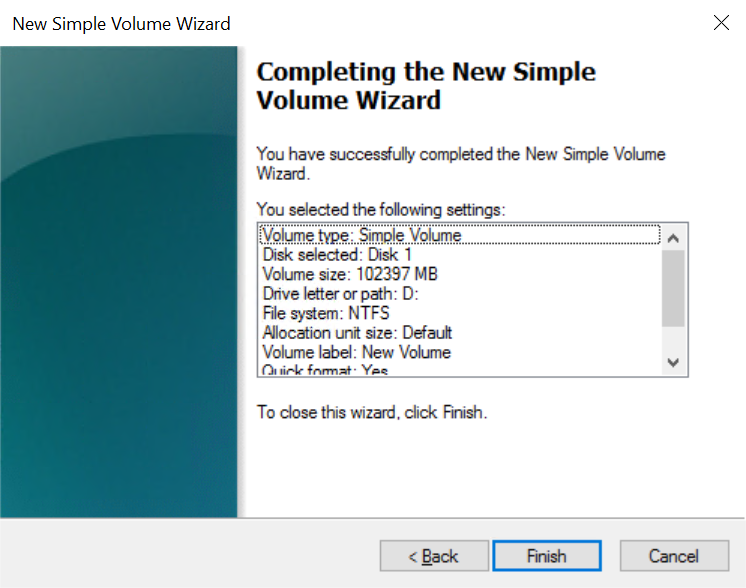 New Simple Volume Wizard
Completing the New Simple
Volume Wizard
You have successfully completed the New Simple Volume
Wizard.
You selected the following settings:
Volume type: Simple Volume
Disk selected: Disk 1
Volume size: 102397 MB
Drive letter or path: D:
File system: NTFS
Allocation unit size: Default
Volume label: New Volume
Quick format: Yes
To close this wizard, click Finish.
< Back
Finish
Cancel